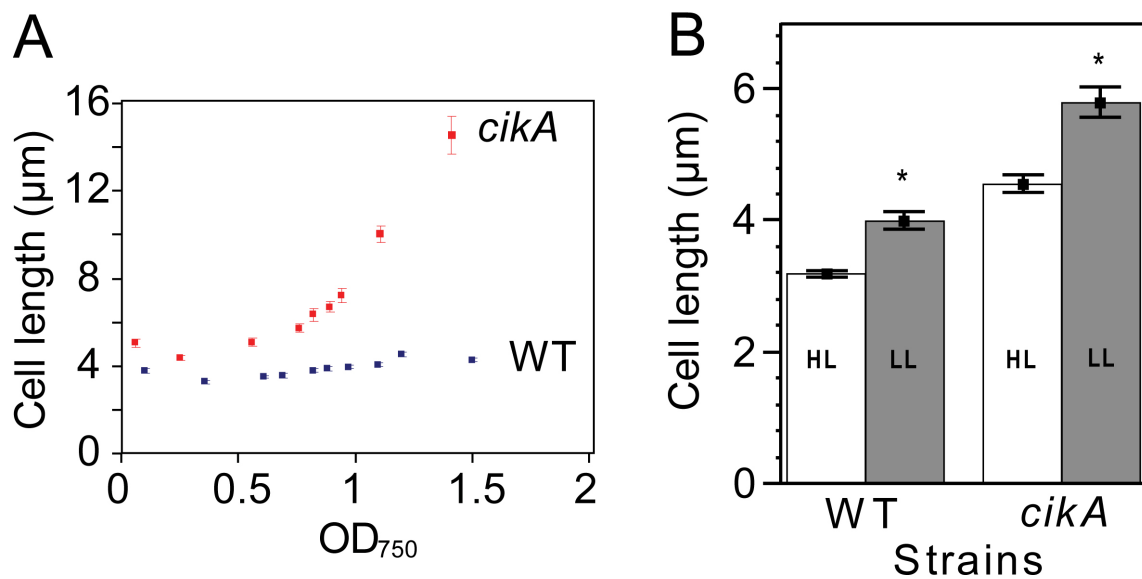 A
Cell length (µm)
16
12
8
4
0
0
0.5
1
1.5
2
OD₇₅₀
cikA
WT
B
Cell length (µm)
6
4
2
0
*
*
HL
LL
HL
LL
WT
cikA
Strains